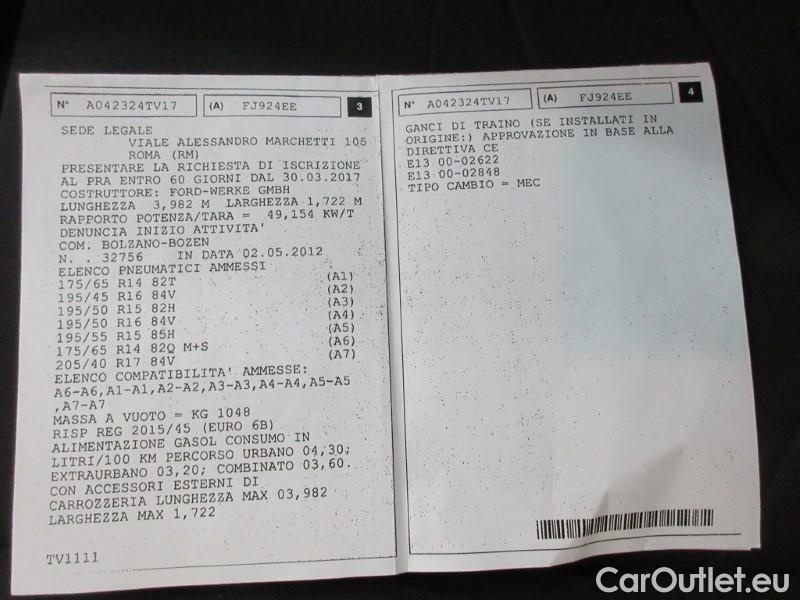 N° A042324TV17 (A) FJ924EE 3
SEDE LEGALE
VIALE ALESSANDRO MARCHETTI 105
ROMA (RM)
PRESENTARE LA RICHIESTA DI ISCRIZIONE
AL PRA ENTRO 60 GIORNI DAL 30.03.2017
COSTRUTTORE: FORD-WERKE GMBH
LUNGHEZZA 3,982 M LARGHEZZA 1,722 M
RAPPORTO POTENZA/TARA = 49,154 KW/T
DENUNCIA INIZIO ATTIVITA'
COM. BOLZANO-BOZEN
N. . 32756 IN DATA 02.05.2012
ELENCO PNEUMATICI AMMESSI
175/65 R14 82T (A1)
195/45 R16 84V (A2)
195/50 R15 82H (A3)
195/50 R16 84V (A4)
195/55 R15 85H (A5)
175/65 R14 82Q M+S (A6)
205/40 R17 84V (A7)
ELENCO COMPATIBILITA' AMMESSE:
A6-A6,A1-A1,A2-A2,A3-A3,A4-A4,A5-A5
,A7-A7
MASSA A VUOTO = KG 1048
RISP REG 2015/45 (EURO 6B)
ALIMENTAZIONE GASOL CONSUMO IN
LITRI/100 KM PERCORSO URBANO 04,30;
EXTRAURBANO 03,20; COMBINATO 03,60.
CON ACCESSORI ESTERNI DI
CARROZZERIA LUNGHEZZA MAX 03,982
LARGHEZZA MAX 1,722
TV1111
N° A042324TV17 (A) FJ924EE 4
GANCI DI TRAINO (SE INSTALLATI IN
ORIGINE:) APPROVAZIONE IN BASE ALLA
DIRETTIVA CE
E13 00-02622
E13 00-02848
TIPO CAMBIO = MEC
CarOutlet.eu